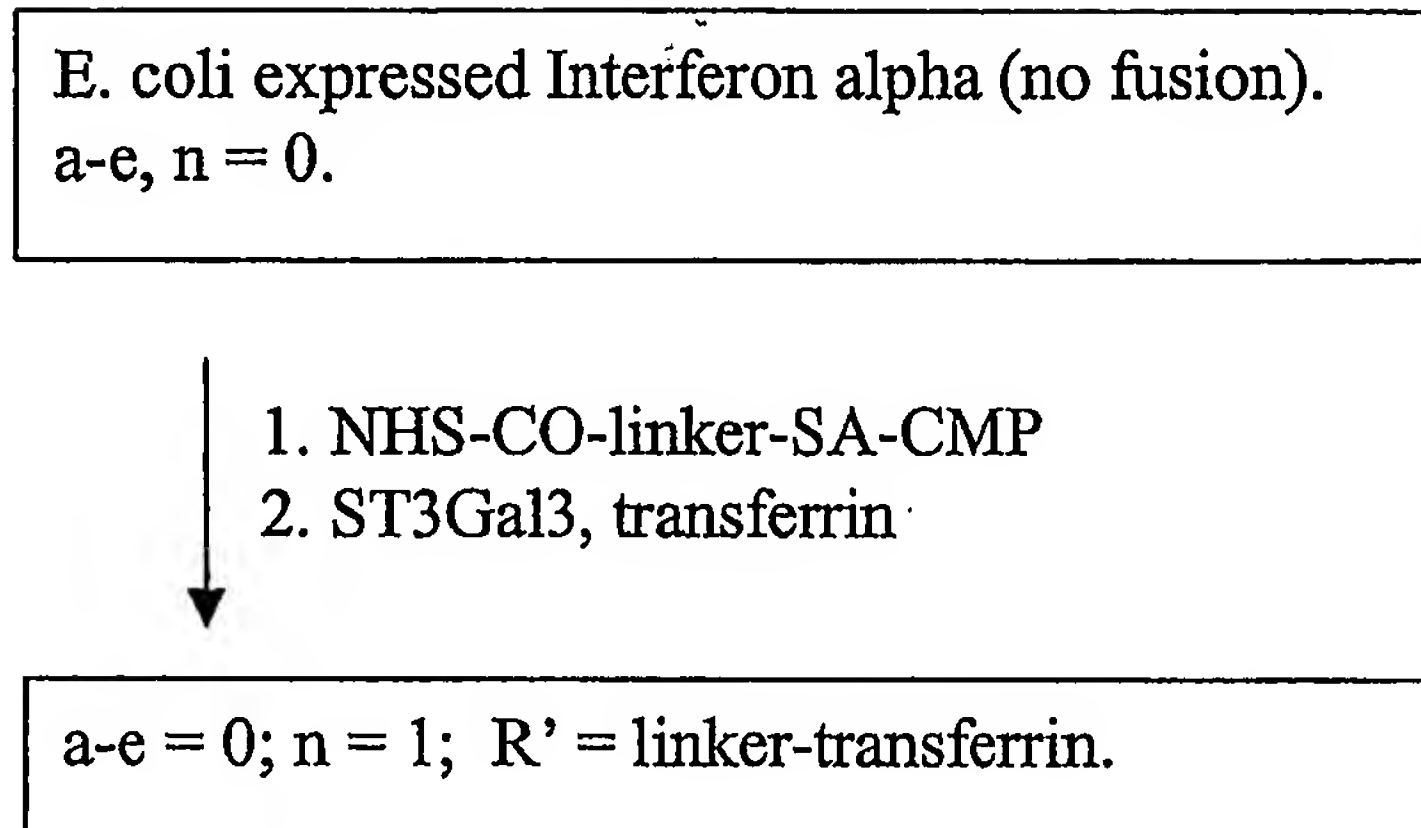 E. coli expressed Interferon alpha (no fusion).
a-e, n = 0.
1. NHS-CO-linker-SA-CMP
2. ST3Gal3, transferrin
a-e = 0; n = 1; R’ = linker-transferrin.